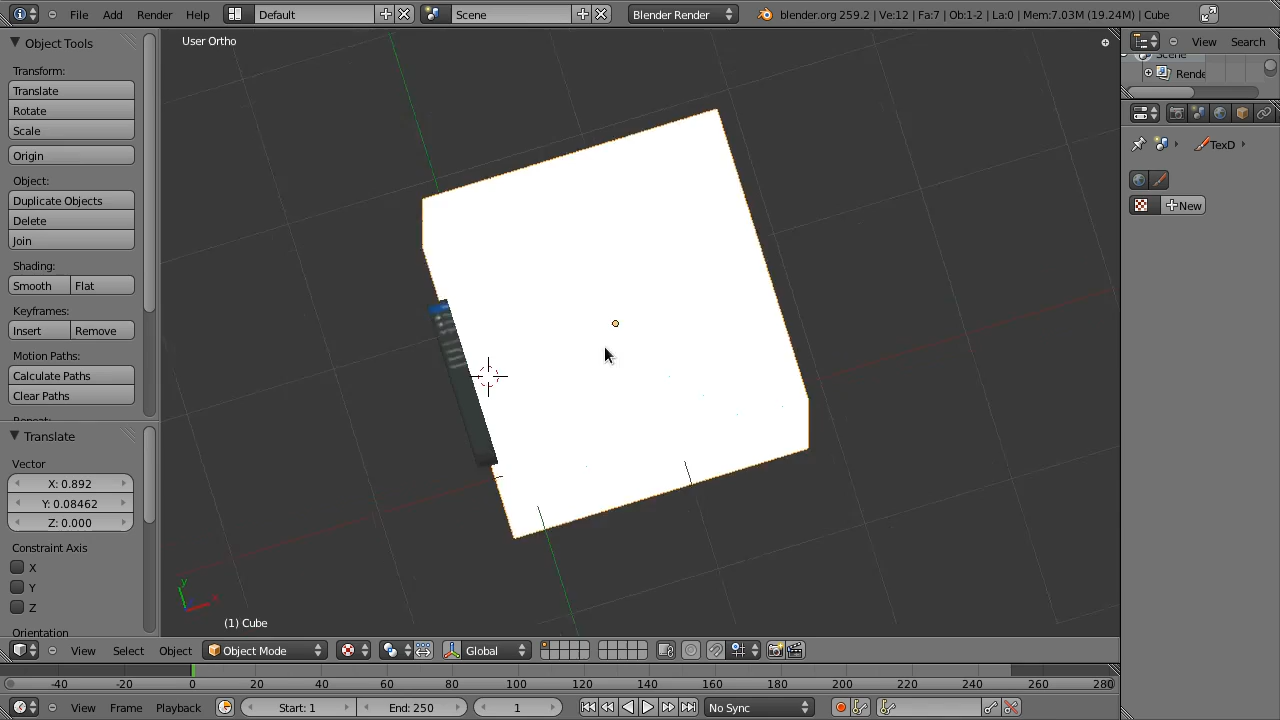 File Add Render Help Default Scene Blender Render blender.org 259.2 | Ve:12 | Fa:7 | Ob:1-2 | La:0 | Mem:7.03M (19.24M) | Cube
Object Tools
User Ortho
View Search
Scene
Rende
Transform:
Translate
Rotate
Scale
Origin
Object:
Duplicate Objects
Delete
Join
Shading:
Smooth Flat
Keyframes:
Insert Remove
Motion Paths:
Calculate Paths
Clear Paths
Repeat:
TexD
New
Translate
Vector
X: 0.892
Y: 0.08462
Z: 0.000
Constraint Axis
X
Y
Z
Orientation
y
x
(1) Cube
View Select Object Object Mode Global
-40 -20 0 20 40 60 80 100 120 140 160 180 200 220 240 260 280
View Frame Playback Start: 1 End: 250 1 No Sync